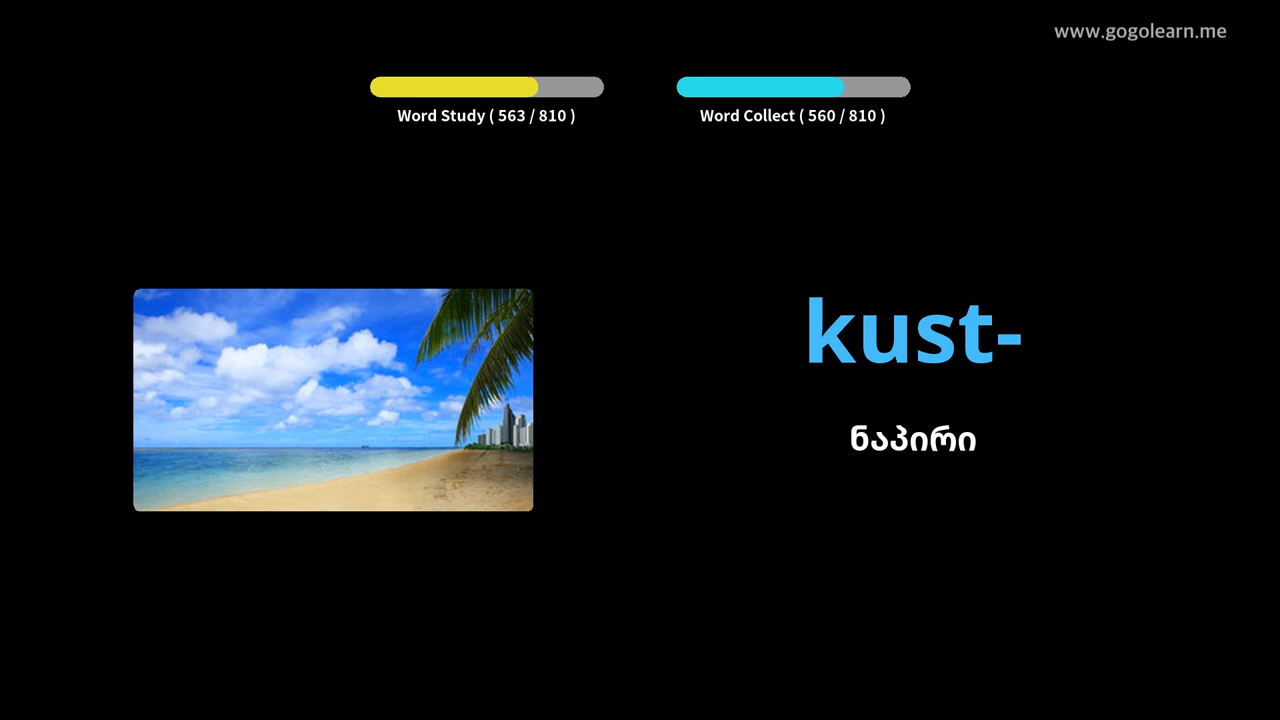 www.gogolearn.me
Word Study ( 563 / 810 )
Word Collect ( 560 / 810 )
kust-
ნაპირი